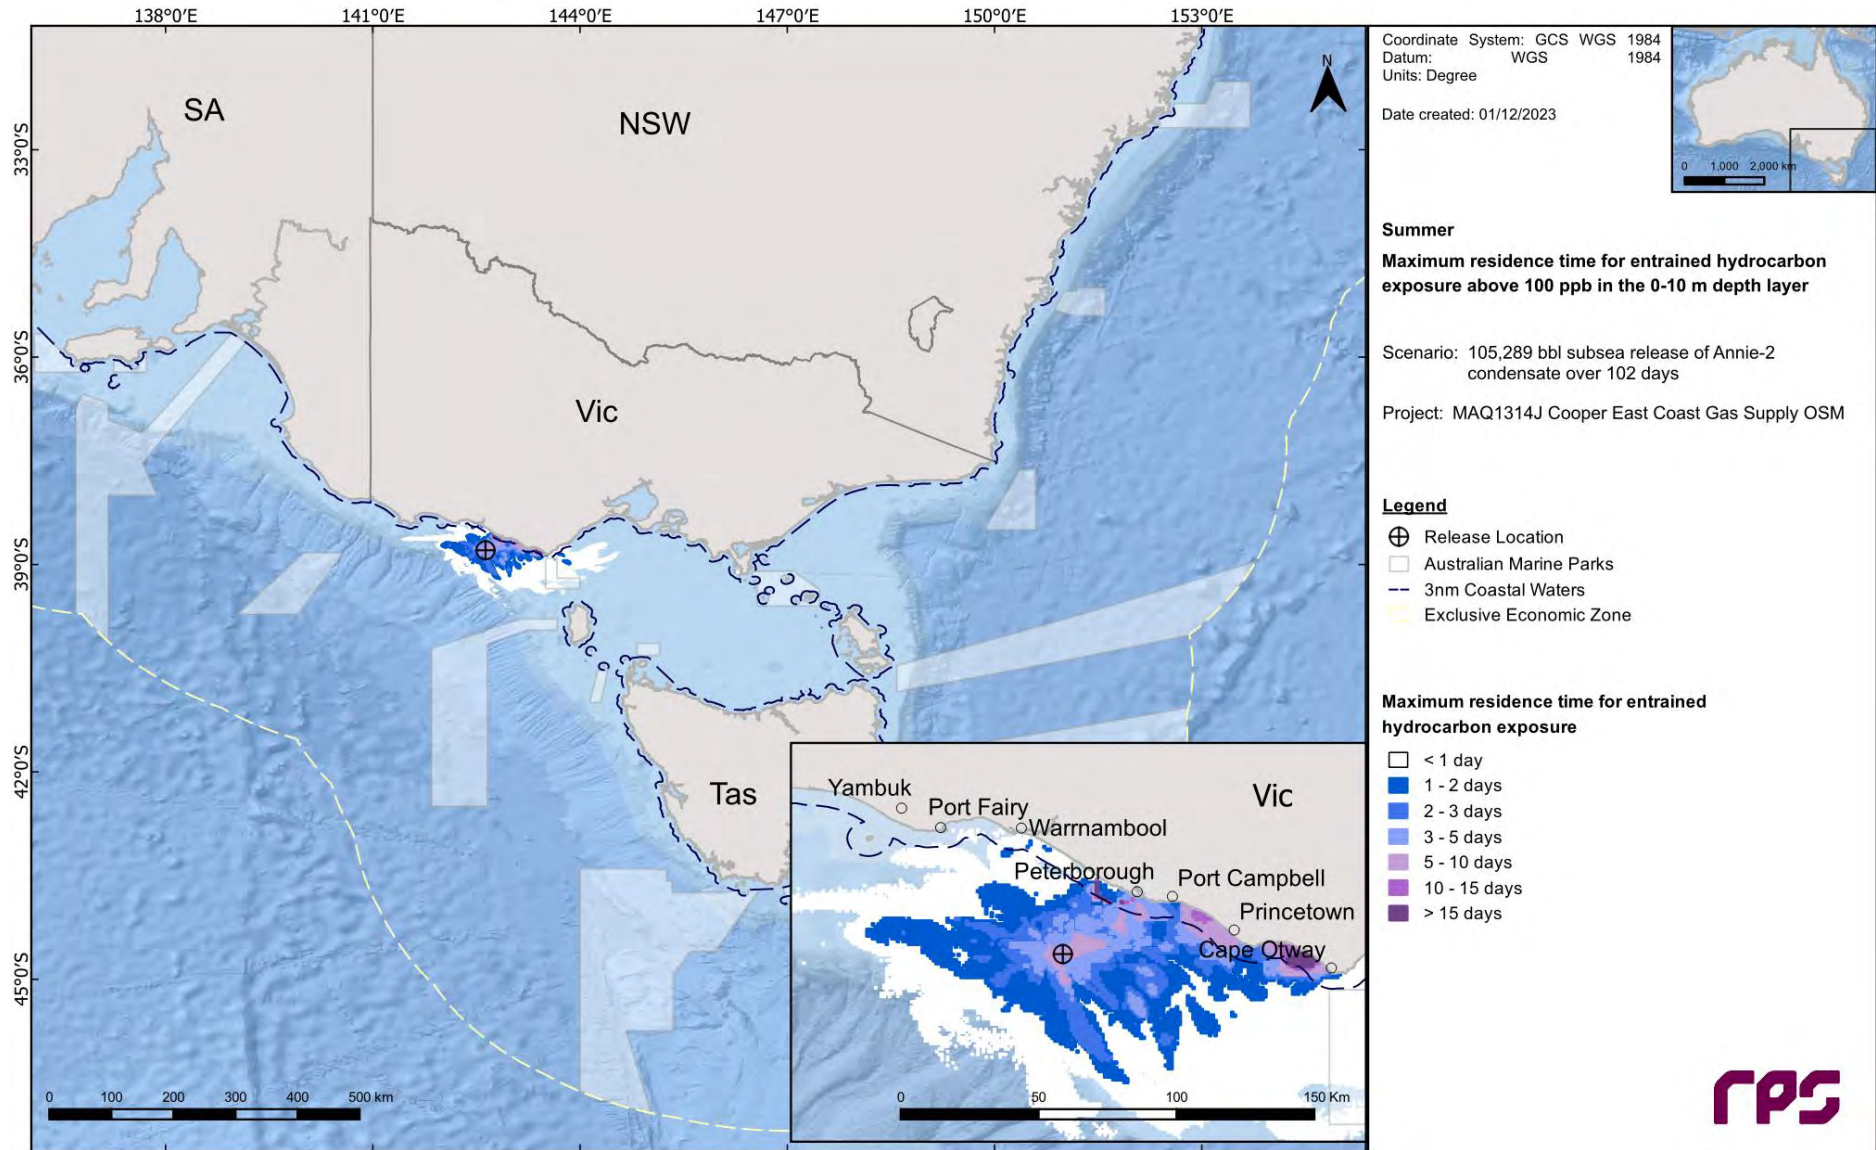 138°0'E
141°0'E
144°0'E
147°0'E
150°0'E
153°0'E
33°0'S
36°0'S
39°0'S
42°0'S
45°0'S
SA
NSW
Vic
Tas
N
0 100 200 300 400 500 km
Yambuk
Port Fairy
Warrnambool
Vic
Peterborough
Port Campbell
Princetown
Cape Otway
0 50 100 150 Km
Coordinate System: GCS WGS 1984
Datum: WGS 1984
Units: Degree
Date created: 01/12/2023
0 1,000 2,000 km
Summer
Maximum residence time for entrained hydrocarbon
exposure above 100 ppb in the 0-10 m depth layer
Scenario: 105,289 bbl subsea release of Annie-2
condensate over 102 days
Project: MAQ1314J Cooper East Coast Gas Supply OSM
Legend
Release Location
Australian Marine Parks
3nm Coastal Waters
Exclusive Economic Zone
Maximum residence time for entrained
hydrocarbon exposure
< 1 day
1 - 2 days
2 - 3 days
3 - 5 days
5 - 10 days
10 - 15 days
> 15 days
rps